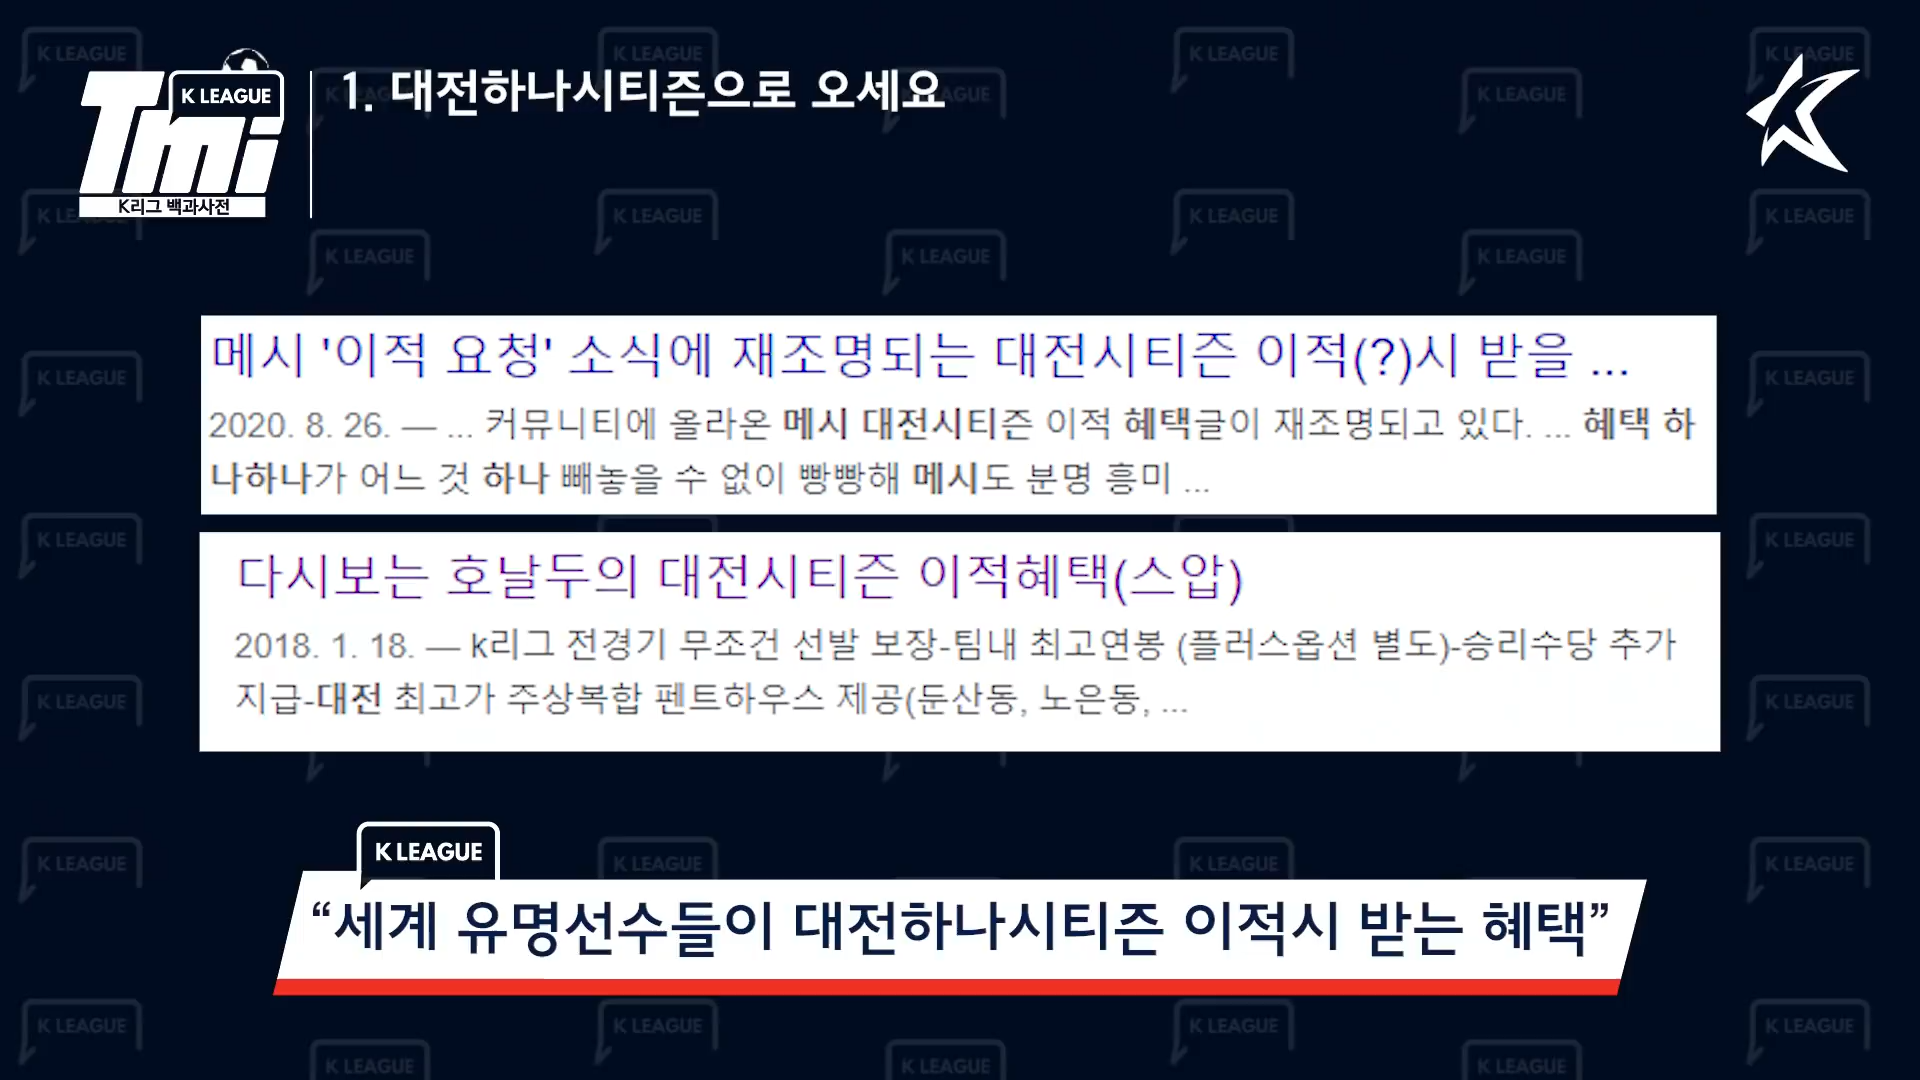 K LEAGUE
Tmi
K리그 백과사전
1. 대전하나시티즌으로 오세요
메시 '이적 요청' 소식에 재조명되는 대전시티즌 이적(?)시 받을 ...
2020. 8. 26. — ... 커뮤니티에 올라온 메시 대전시티즌 이적 혜택글이 재조명되고 있다. ... 혜택 하
나하나가 어느 것 하나 빼놓을 수 없이 빵빵해 메시도 분명 흥미 ...
다시보는 호날두의 대전시티즌 이적혜택(스압)
2018. 1. 18. — k리그 전경기 무조건 선발 보장-팀내 최고연봉 (플러스옵션 별도)-승리수당 추가
지급-대전 최고가 주상복합 펜트하우스 제공(둔산동, 노은동, ...
K LEAGUE
“세계 유명선수들이 대전하나시티즌 이적시 받는 혜택”